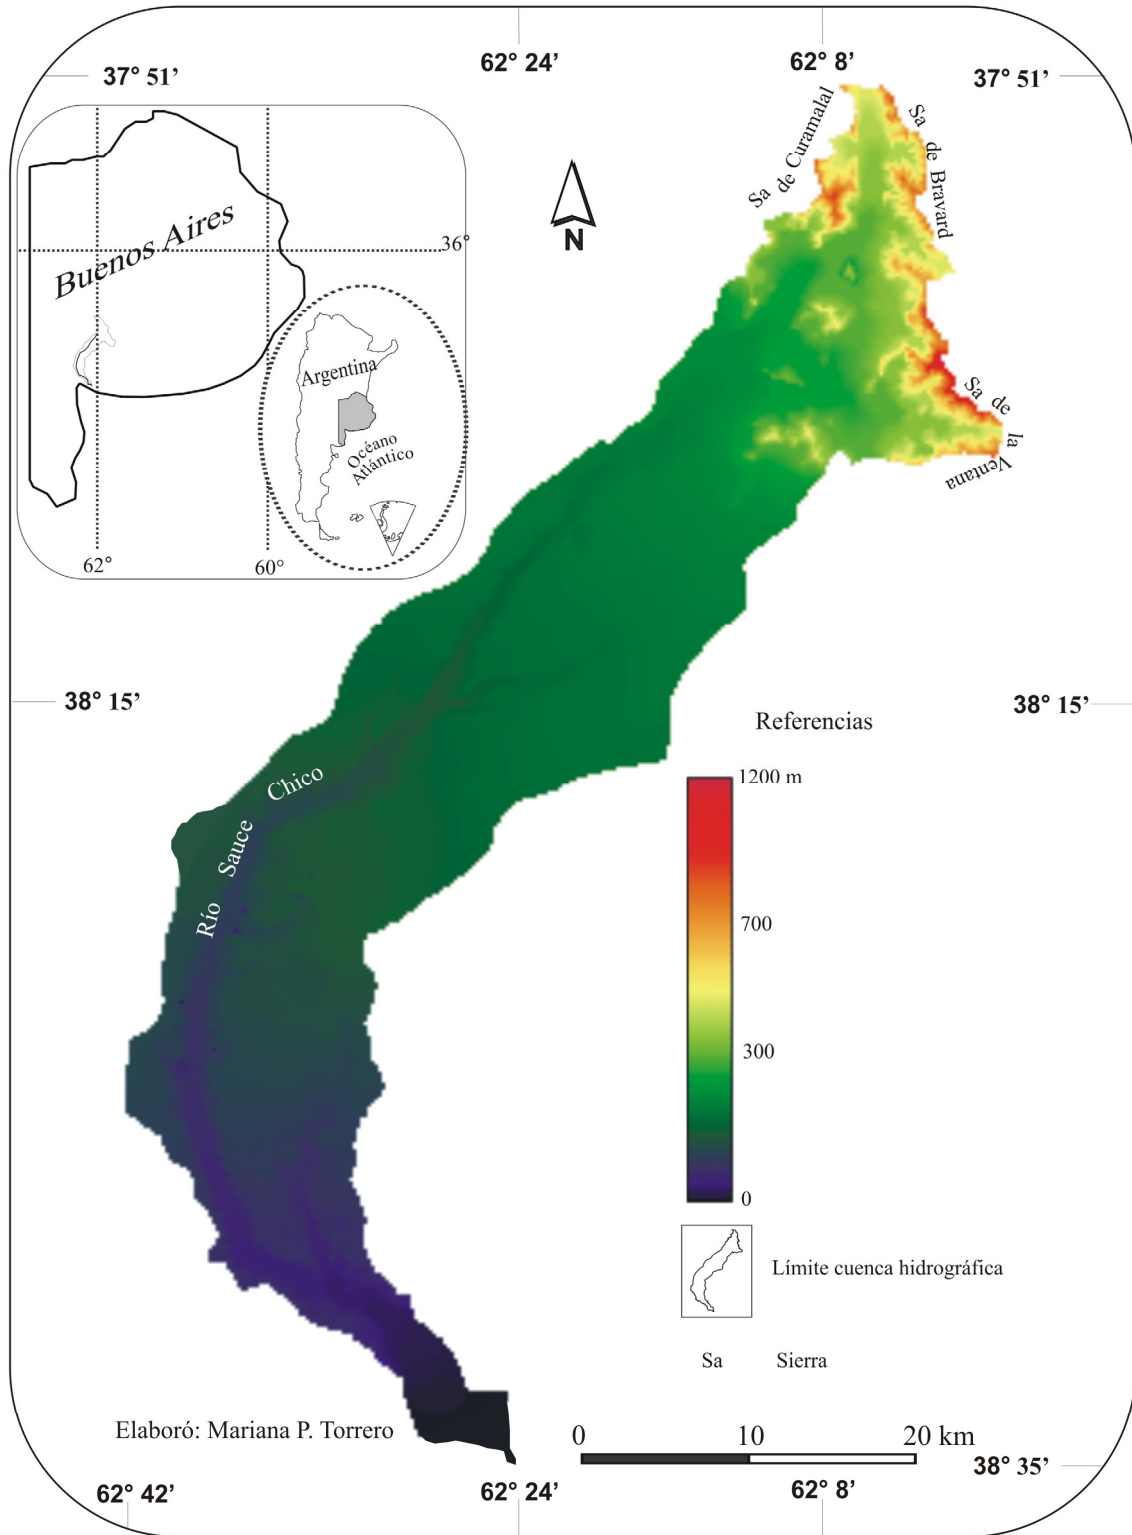 62° 24’
62° 8’
37° 51’
37° 51’
Sa de Curamalal
Sa de Bravard
N
Buenos Aires
36°
Argentina
Océano
Atlántico
62°
60°
Sa de la Ventana
38° 15’
38° 15’
Referencias
1200 m
700
300
0
Río Sauce Chico
Límite cuenca hidrográfica
Sa Sierra
Elaboró: Mariana P. Torrero
0 10 20 km
38° 35’
62° 42’
62° 24’
62° 8’